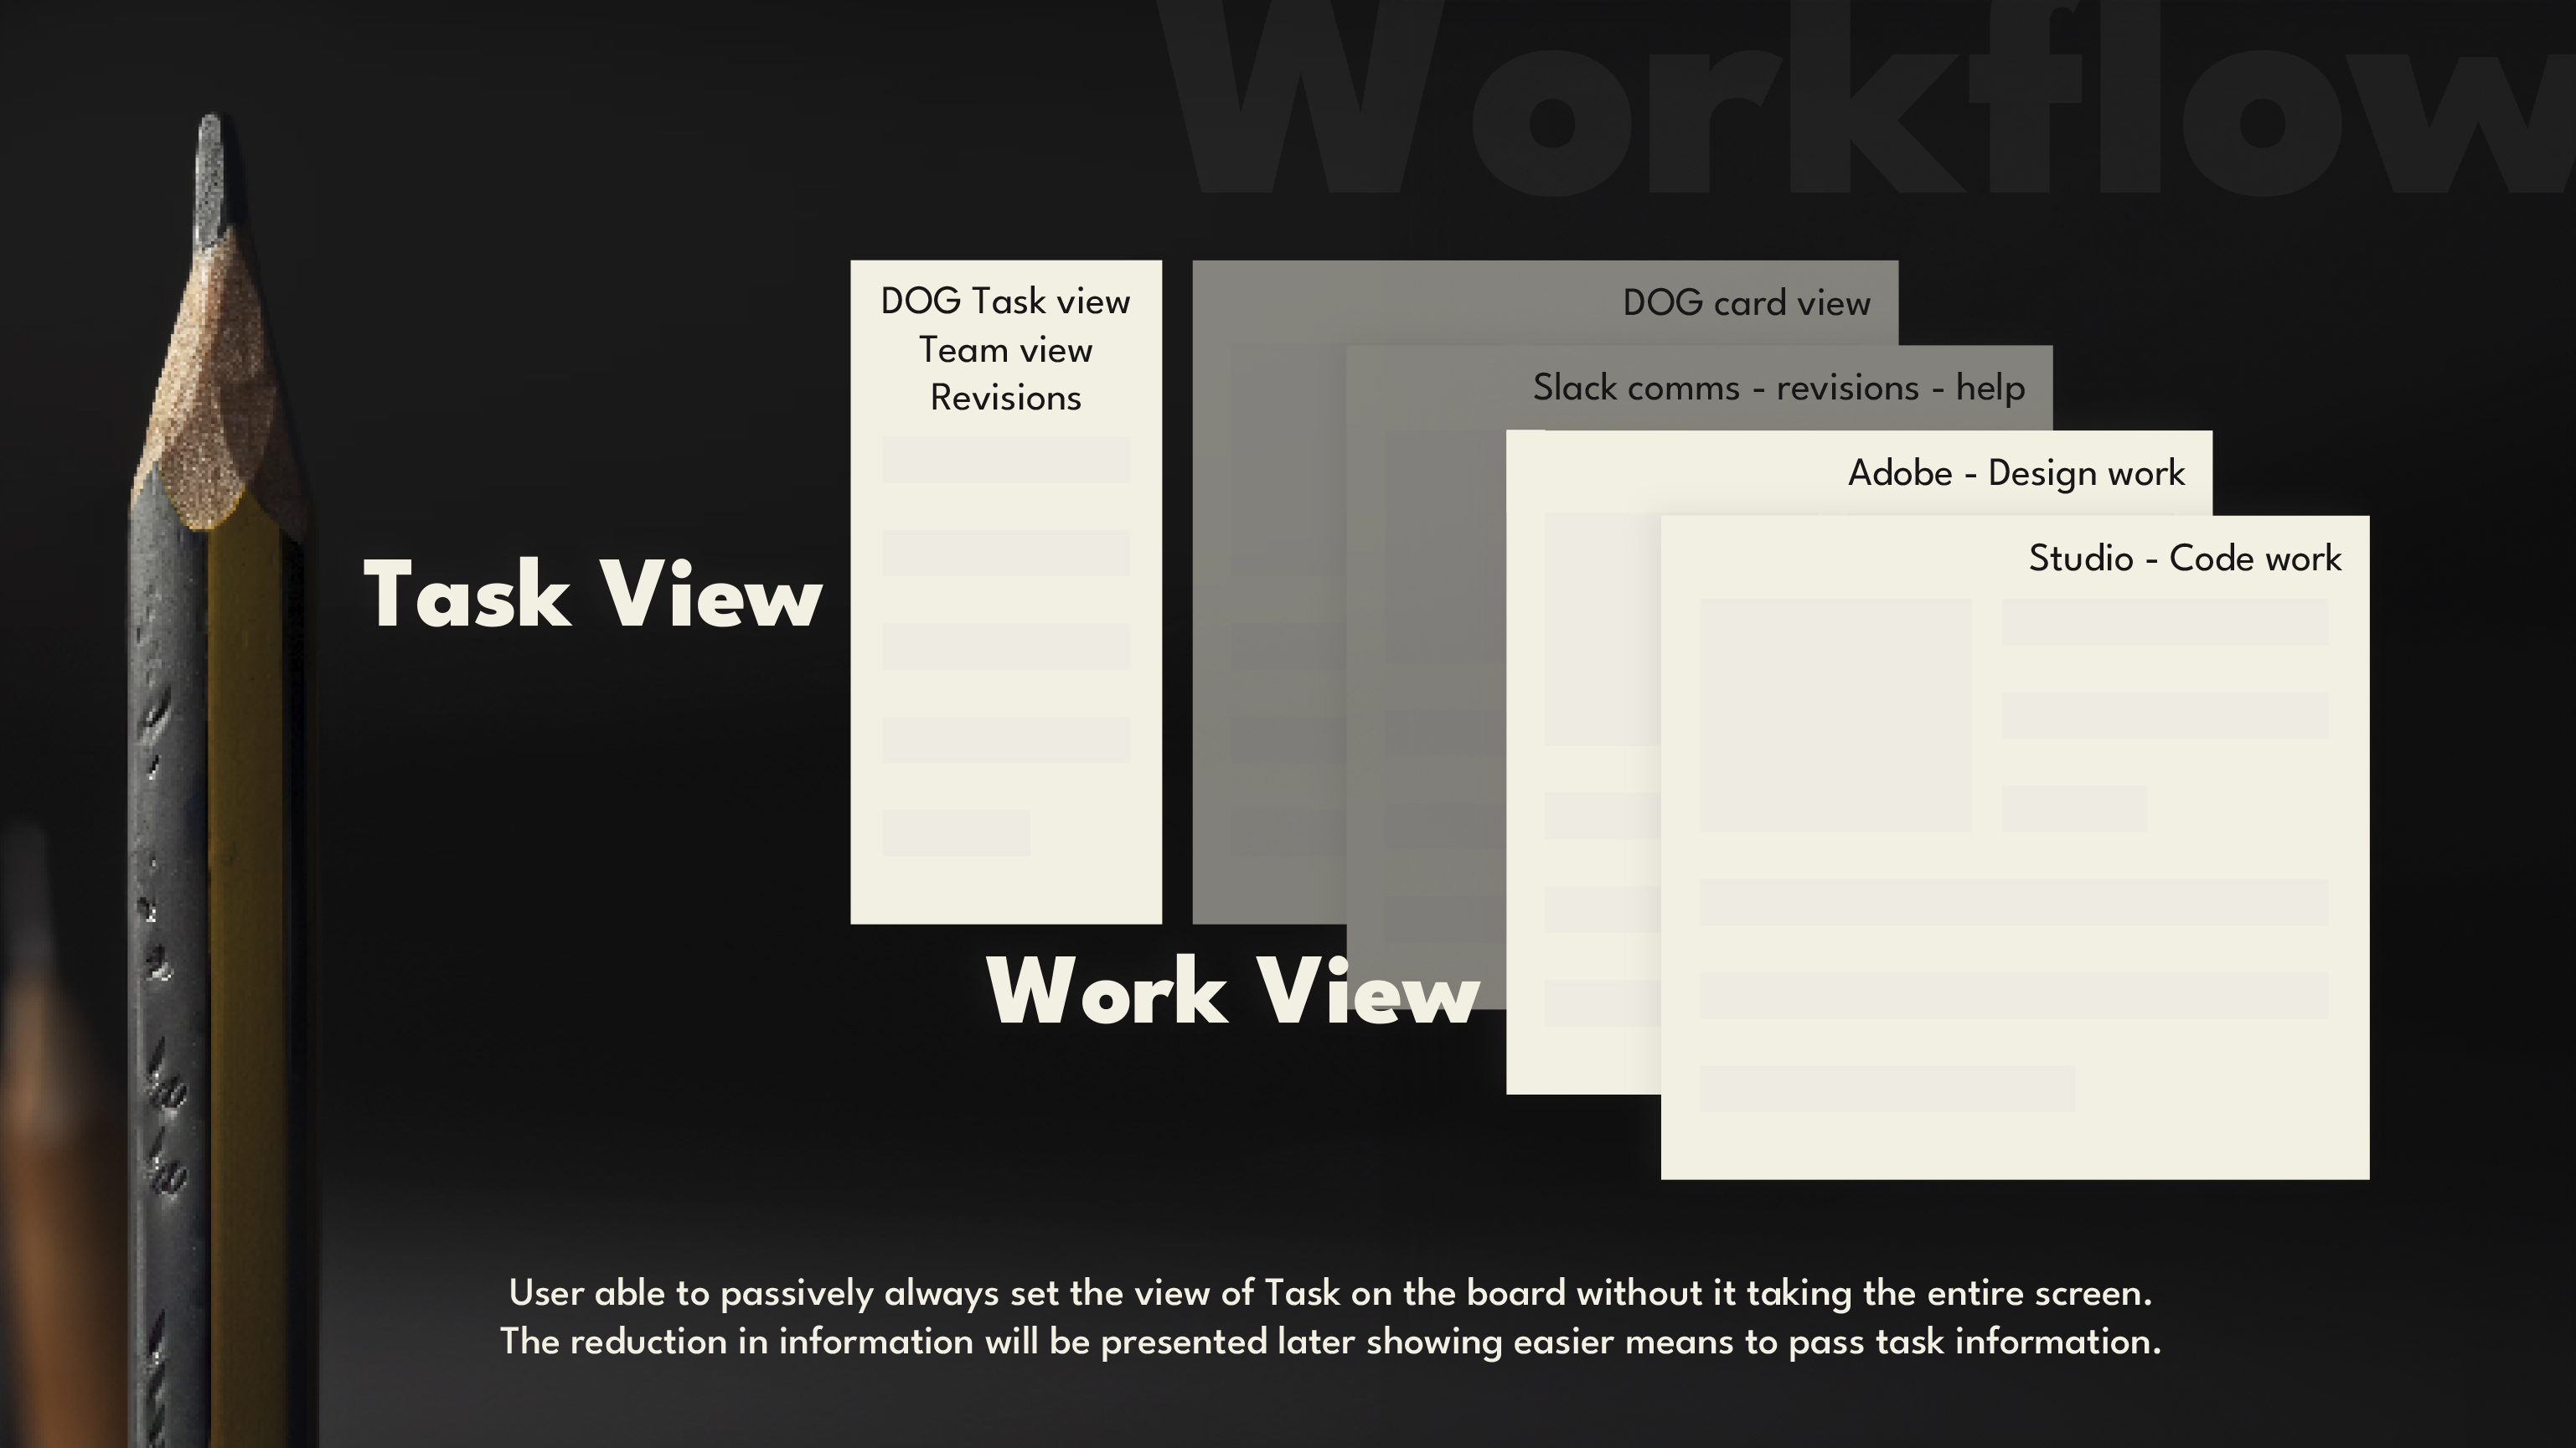 Workflow
DOG Task view
Team view
Revisions
DOG card view
Slack comms - revisions - help
Adobe - Design work
Studio - Code work
Task View
Work View
User able to passively always set the view of Task on the board without it taking the entire screen.
The reduction in information will be presented later showing easier means to pass task information.